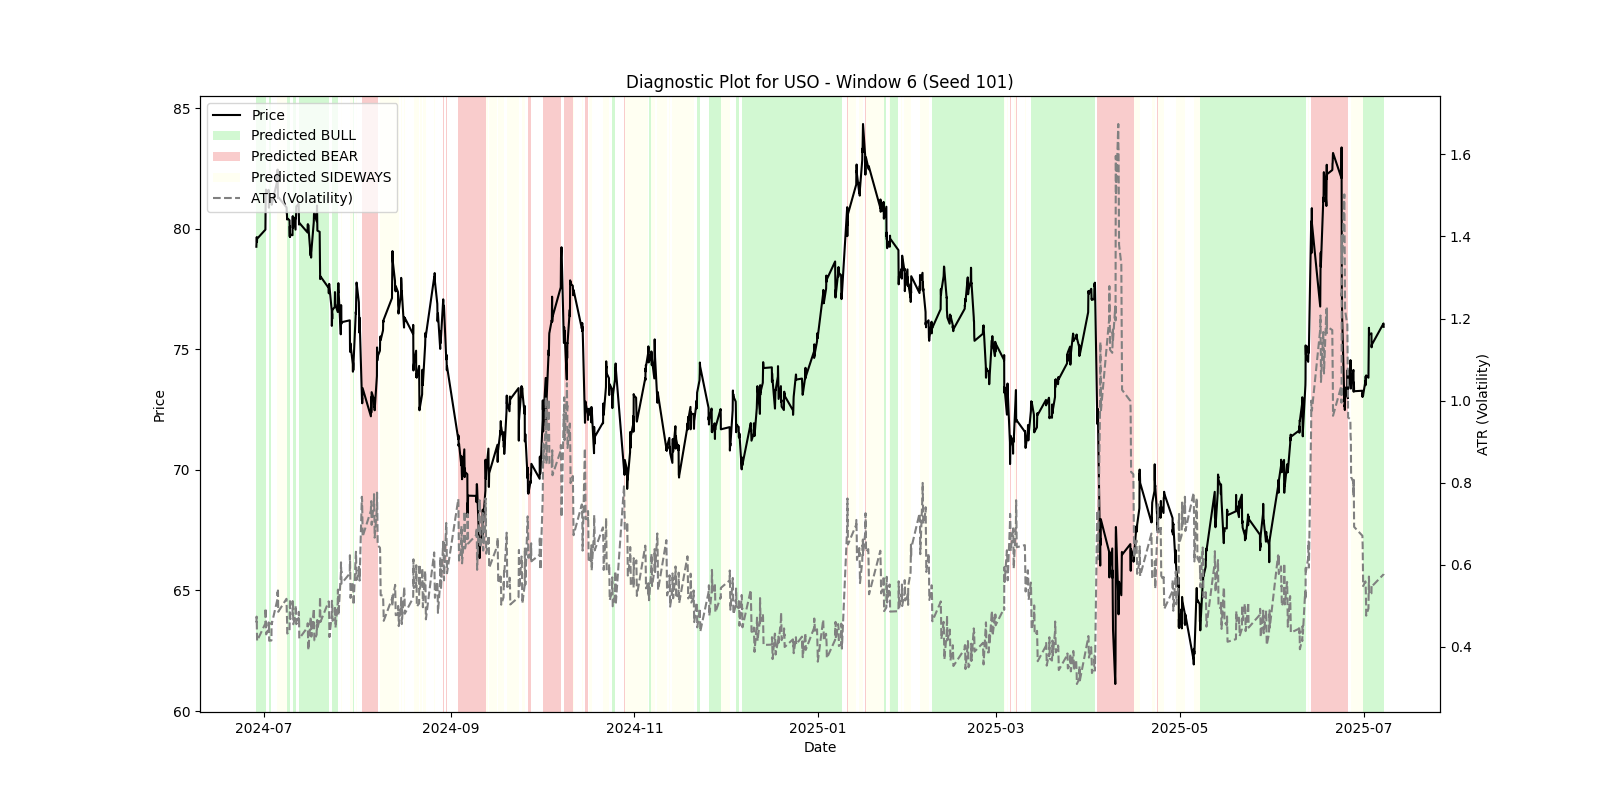 Diagnostic Plot for USO - Window 6 (Seed 101)
Price
Predicted BULL
Predicted BEAR
Predicted SIDEWAYS
ATR (Volatility)
85
80
75
70
65
60
Price
1.6
1.4
1.2
1.0
0.8
0.6
0.4
ATR (Volatility)
2024-07
2024-09
2024-11
2025-01
2025-03
2025-05
2025-07
Date